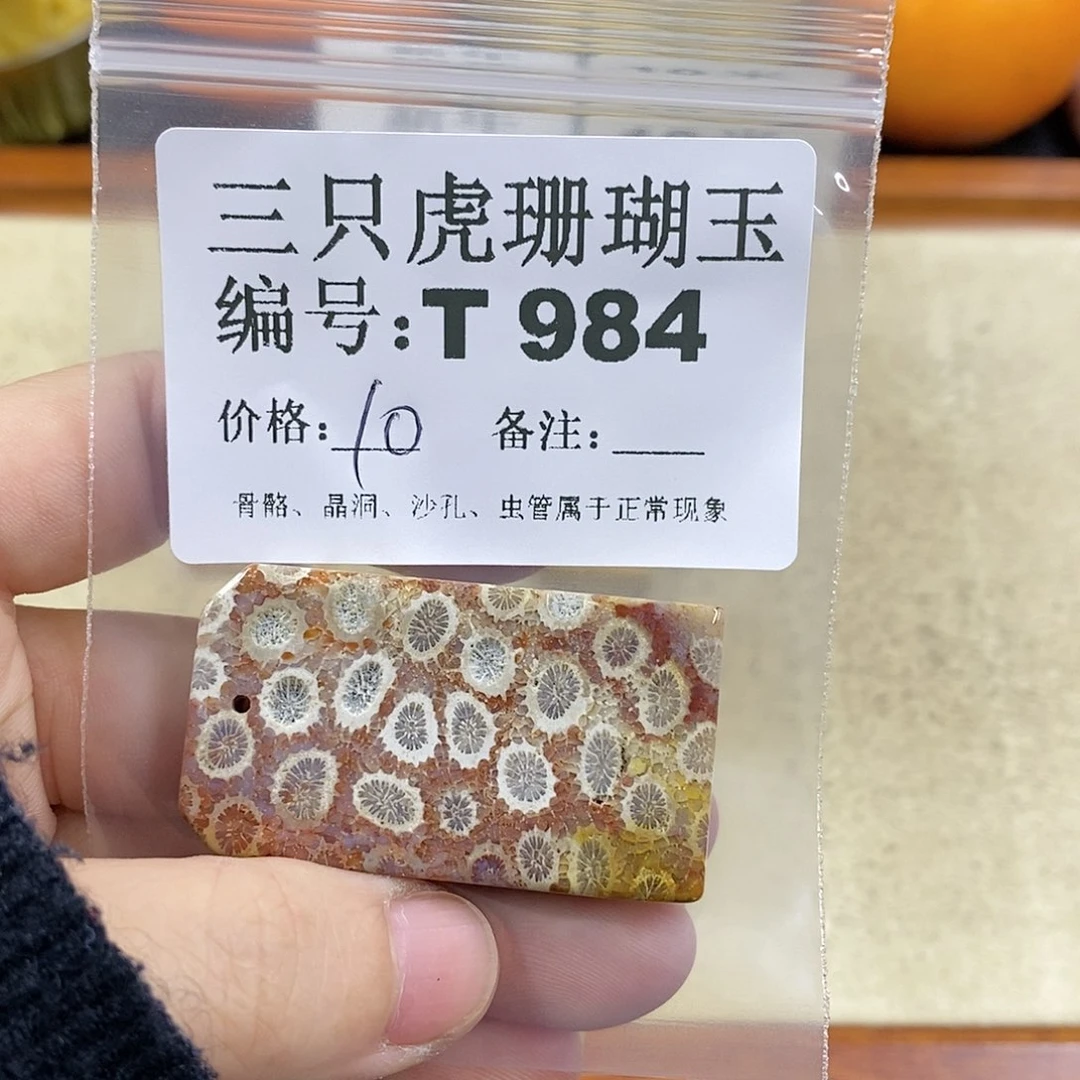 三只虎珊瑚玉
编号:T 984
价格:10 备注:____
骨骼、晶洞、沙孔、虫管属于正常现象